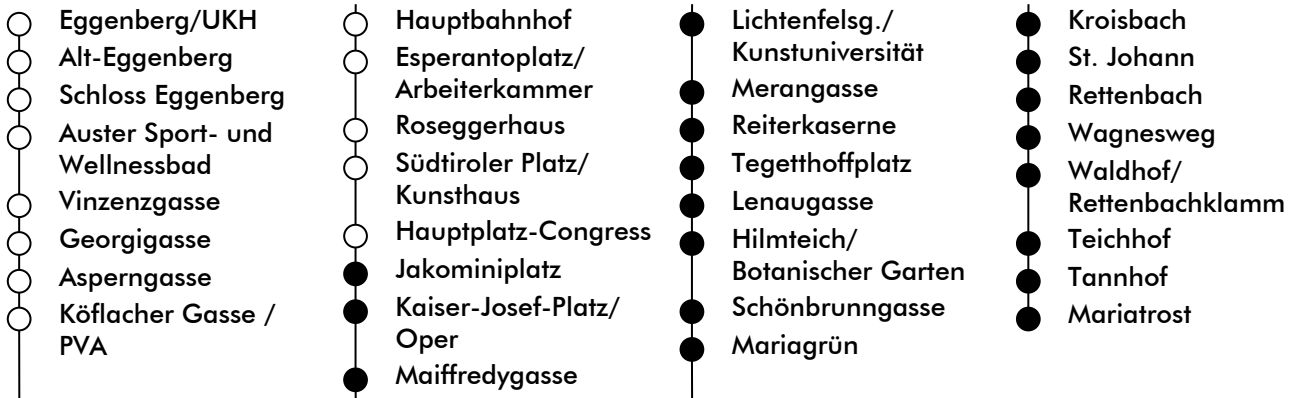 Eggenberg/UKH
Alt-Eggenberg
Schloss Eggenberg
Auster Sport- und
Wellnessbad
Vinzenzgasse
Georgigasse
Asperngasse
Köflacher Gasse /
PVA
Hauptbahnhof
Esperantoplatz/
Arbeiterkammer
Roseggerhaus
Südtiroler Platz/
Kunsthaus
Hauptplatz-Congress
Jakominiplatz
Kaiser-Josef-Platz/
Oper
Maiffredygasse
Lichtenfelsg./
Kunstuniversität
Merangasse
Reiterkaserne
Tegetthoffplatz
Lenaugasse
Hilmteich/
Botanischer Garten
Schönbrunngasse
Mariagrün
Kroisbach
St. Johann
Rettenbach
Wagnesweg
Waldhof/
Rettenbachklamm
Teichhof
Tannhof
Mariatrost